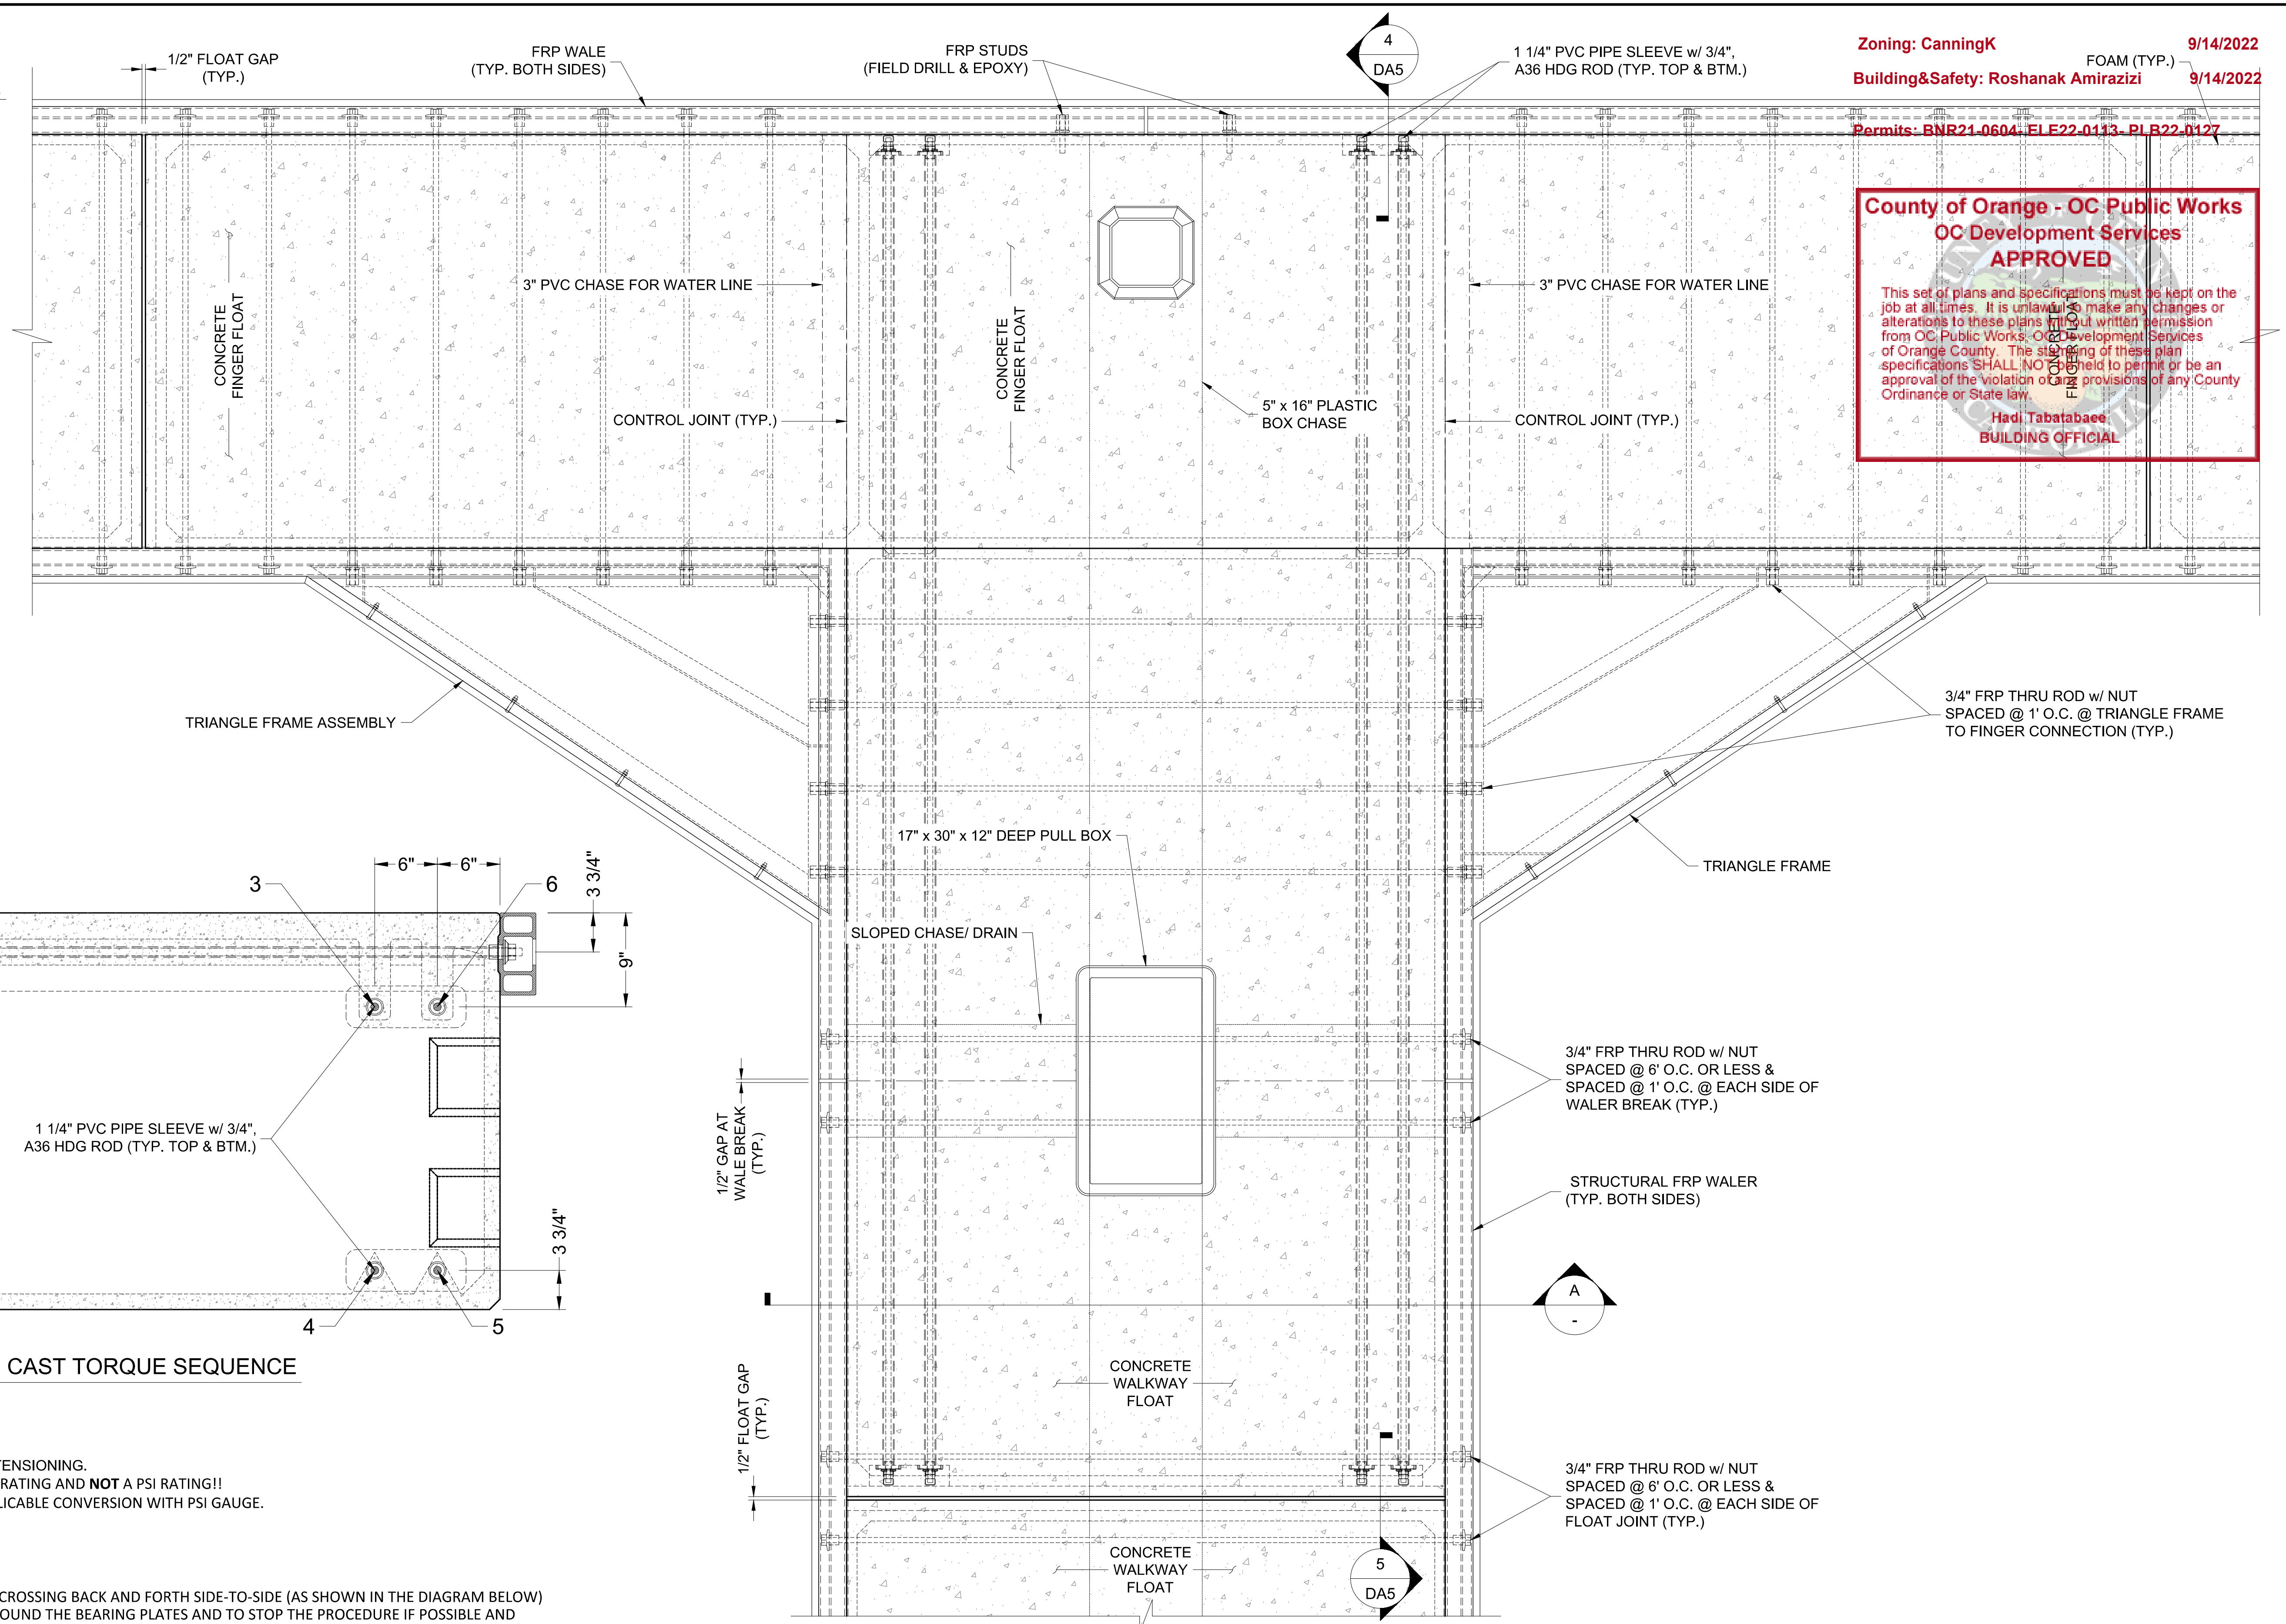 1/2" FLOAT GAP
(TYP.)
FRP WALE
(TYP. BOTH SIDES)
FRP STUDS
(FIELD DRILL & EPOXY)
4
DA5
1 1/4" PVC PIPE SLEEVE w/ 3/4",
A36 HDG ROD (TYP. TOP & BTM.)
Zoning: CanningK 9/14/2022
FOAM (TYP.)
Building&Safety: Roshanak Amirazizi 9/14/2022
Permits: BNR21-0604- ELE22-0113- PLB22-0127
County of Orange - OC Public Works
OC Development Services
APPROVED
This set of plans and specifications must be kept on the
job at all times. It is unlawful to make any changes or
alterations to these plans without written permission
from OC Public Works, OC Development Services
of Orange County. The stamping of these plan
specifications SHALL NOT be held to permit or be an
approval of the violation of any provisions of any County
Ordinance or State law.
Hadi Tabatabaee
BUILDING OFFICIAL
CONCRETE
FINGER FLOAT
3" PVC CHASE FOR WATER LINE
CONCRETE
FINGER FLOAT
3" PVC CHASE FOR WATER LINE
CONCRETE
FINGER FLOAT
CONTROL JOINT (TYP.)
5" x 16" PLASTIC
BOX CHASE
CONTROL JOINT (TYP.)
TRIANGLE FRAME ASSEMBLY
3/4" FRP THRU ROD w/ NUT
SPACED @ 1' O.C. @ TRIANGLE FRAME
TO FINGER CONNECTION (TYP.)
17" x 30" x 12" DEEP PULL BOX
TRIANGLE FRAME
SLOPED CHASE/ DRAIN
3
6"
6"
6
3 3/4"
9"
1 1/4" PVC PIPE SLEEVE w/ 3/4",
A36 HDG ROD (TYP. TOP & BTM.)
3 3/4"
4
5
CAST TORQUE SEQUENCE
1/2" GAP AT
WALE BREAK
(TYP.)
3/4" FRP THRU ROD w/ NUT
SPACED @ 6' O.C. OR LESS &
SPACED @ 1' O.C. @ EACH SIDE OF
WALER BREAK (TYP.)
STRUCTURAL FRP WALER
(TYP. BOTH SIDES)
A
-
1/2" FLOAT GAP
(TYP.)
CONCRETE
WALKWAY
FLOAT
3/4" FRP THRU ROD w/ NUT
SPACED @ 6' O.C. OR LESS &
SPACED @ 1' O.C. @ EACH SIDE OF
FLOAT JOINT (TYP.)
CONCRETE
WALKWAY
FLOAT
5
DA5
RATING AND NOT A PSI RATING!!
CONVERSION WITH PSI GAUGE.
CROSSING BACK AND FORTH SIDE-TO-SIDE (AS SHOWN IN THE DIAGRAM BELOW)
THE BEARING PLATES AND TO STOP THE PROCEDURE IF POSSIBLE AND